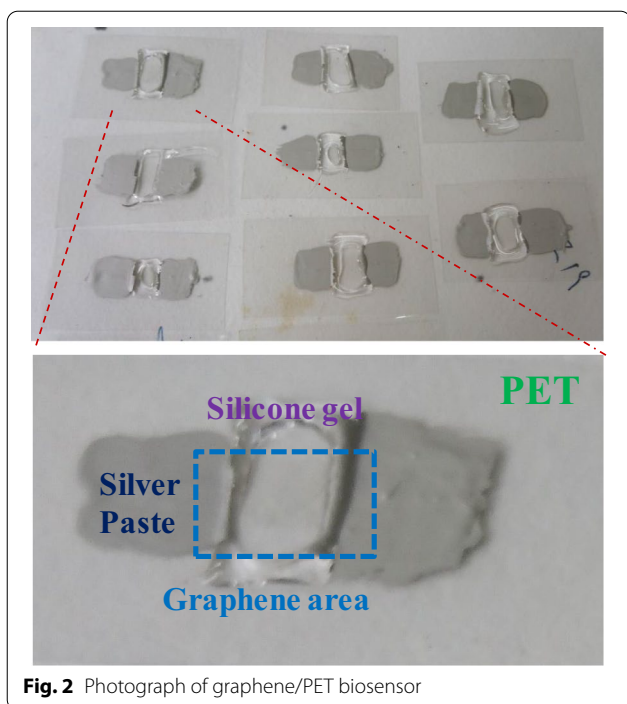 PET
Silicone gel
Silver
Paste
Graphene area
Fig. 2 Photograph of graphene/PET biosensor